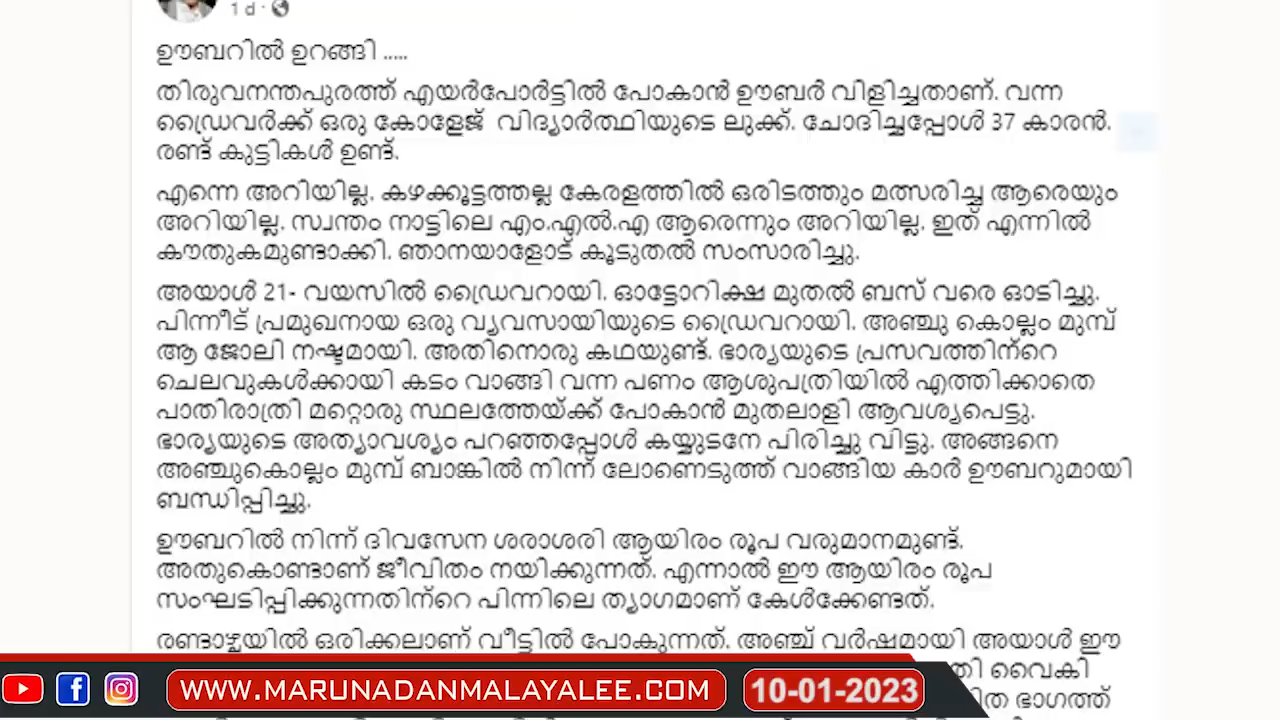 1 d ·
ഊബറിൽ ഉറങ്ങി .....
തിരുവനന്തപുരത്ത് എയർപോർട്ടിൽ പോകാൻ ഊബർ വിളിച്ചതാണ്. വന്ന
ഡ്രൈവർക്ക് ഒരു കോളേജ് വിദ്യാർത്ഥിയുടെ ലുക്ക്. ചോദിച്ചപ്പോൾ 37 കാരൻ.
രണ്ട് കുട്ടികൾ ഉണ്ട്.
എന്നെ അറിയില്ല. കഴക്കൂട്ടത്തല്ല കേരളത്തിൽ ഒരിടത്തും മത്സരിച്ച ആരെയും
അറിയില്ല. സ്വന്തം നാട്ടിലെ എം.എൽ.എ ആരെന്നും അറിയില്ല. ഇത് എന്നിൽ
കൗതുകമുണ്ടാക്കി. ഞാനയാളോട് കൂടുതൽ സംസാരിച്ചു.
അയാൾ 21- വയസിൽ ഡ്രൈവറായി. ഓട്ടോറിക്ഷ മുതൽ ബസ് വരെ ഓടിച്ചു.
പിന്നീട് പ്രമുഖനായ ഒരു വ്യവസായിയുടെ ഡ്രൈവറായി. അഞ്ചു കൊല്ലം മുമ്പ്
ആ ജോലി നഷ്ടമായി. അതിനൊരു കഥയുണ്ട്. ഭാര്യയുടെ പ്രസവത്തിന്റെ
ചെലവുകൾക്കായി കടം വാങ്ങി വന്ന പണം ആശുപത്രിയിൽ എത്തിക്കാതെ
പാതിരാത്രി മറ്റൊരു സ്ഥലത്തേയ്ക്ക് പോകാൻ മുതലാളി ആവശ്യപെട്ടു.
ഭാര്യയുടെ അത്യാവശ്യം പറഞ്ഞപ്പോൾ കയ്യുടനേ പിരിച്ചു വിട്ടു. അങ്ങനെ
അഞ്ചുകൊല്ലം മുമ്പ് ബാങ്കിൽ നിന്ന് ലോണെടുത്ത് വാങ്ങിയ കാർ ഊബറുമായി
ബന്ധിപ്പിച്ചു.
ഊബറിൽ നിന്ന് ദിവസേന ശരാശരി ആയിരം രൂപ വരുമാനമുണ്ട്.
അതുകൊണ്ടാണ് ജീവിതം നയിക്കുന്നത്. എന്നാൽ ഈ ആയിരം രൂപ
സംഘടിപ്പിക്കുന്നതിന്റെ പിന്നിലെ ത്യാഗമാണ് കേൾക്കേണ്ടത്.
രണ്ടാഴ്ചയിൽ ഒരിക്കലാണ് വീട്ടിൽ പോകുന്നത്. അഞ്ച് വർഷമായി അയാൾ ഈ
വൈകി
ഭാഗത്ത്
WWW.MARUNADANMALAYALEE.COM
10-01-2023